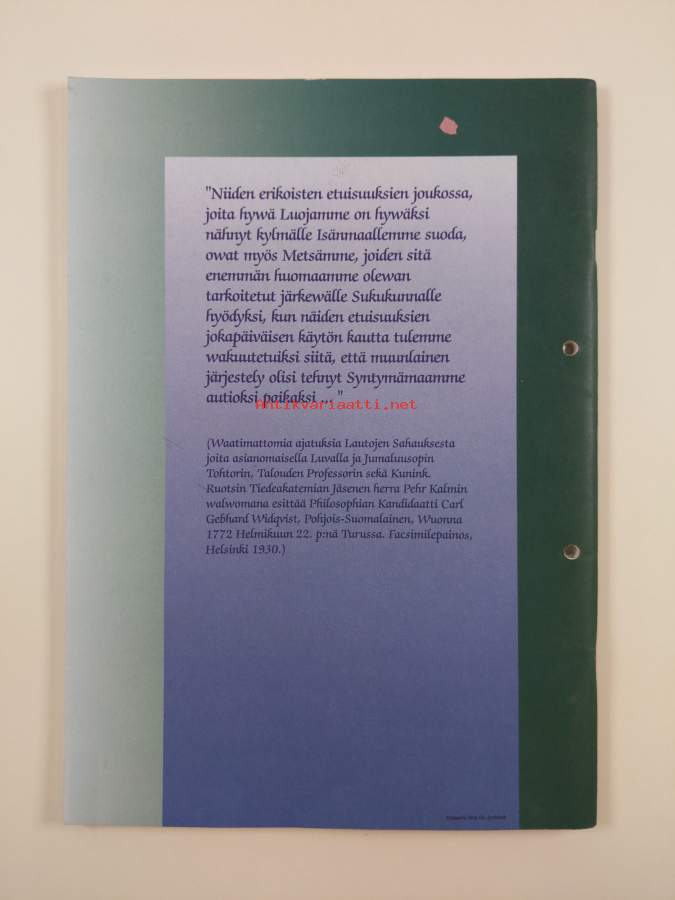 "Niiden erikoisten etuisuuksien joukossa,
joita hywä Luojamme on hywäksi
nähnyt kylmälle Isänmaallemme suoda,
owat myös Metsämme, joiden sitä
enemmän huomaamme olewan
tarkoitetut järkewälle Sukukunnalle
hyödyksi, kun näiden etuisuuksien
jokapäiväisen käytön kautta tulemme
wakuutetuiksi siitä, että muunlainen
järjestely olisi tehnyt Syntymämaamme
autioksi paikaksi ... "
antikvariaatti.net
(Waatimattomia ajatuksia Lautojen Sahauksesta
joita asianomaisella Luvalla ja Jumaluusopin
Tohtorin, Talouden Professorin sekä Kunink.
Ruotsin Tiedeakatemian Jäsenen herra Pehr Kalmin
walwomana esittää Philosophian Kandidaatti Carl
Gebhard Widqvist, Pohjois-Suomalainen, Wuonna
1772 Helmikuun 22. p:nä Turussa. Facsimilepainos,
Helsinki 1930.)